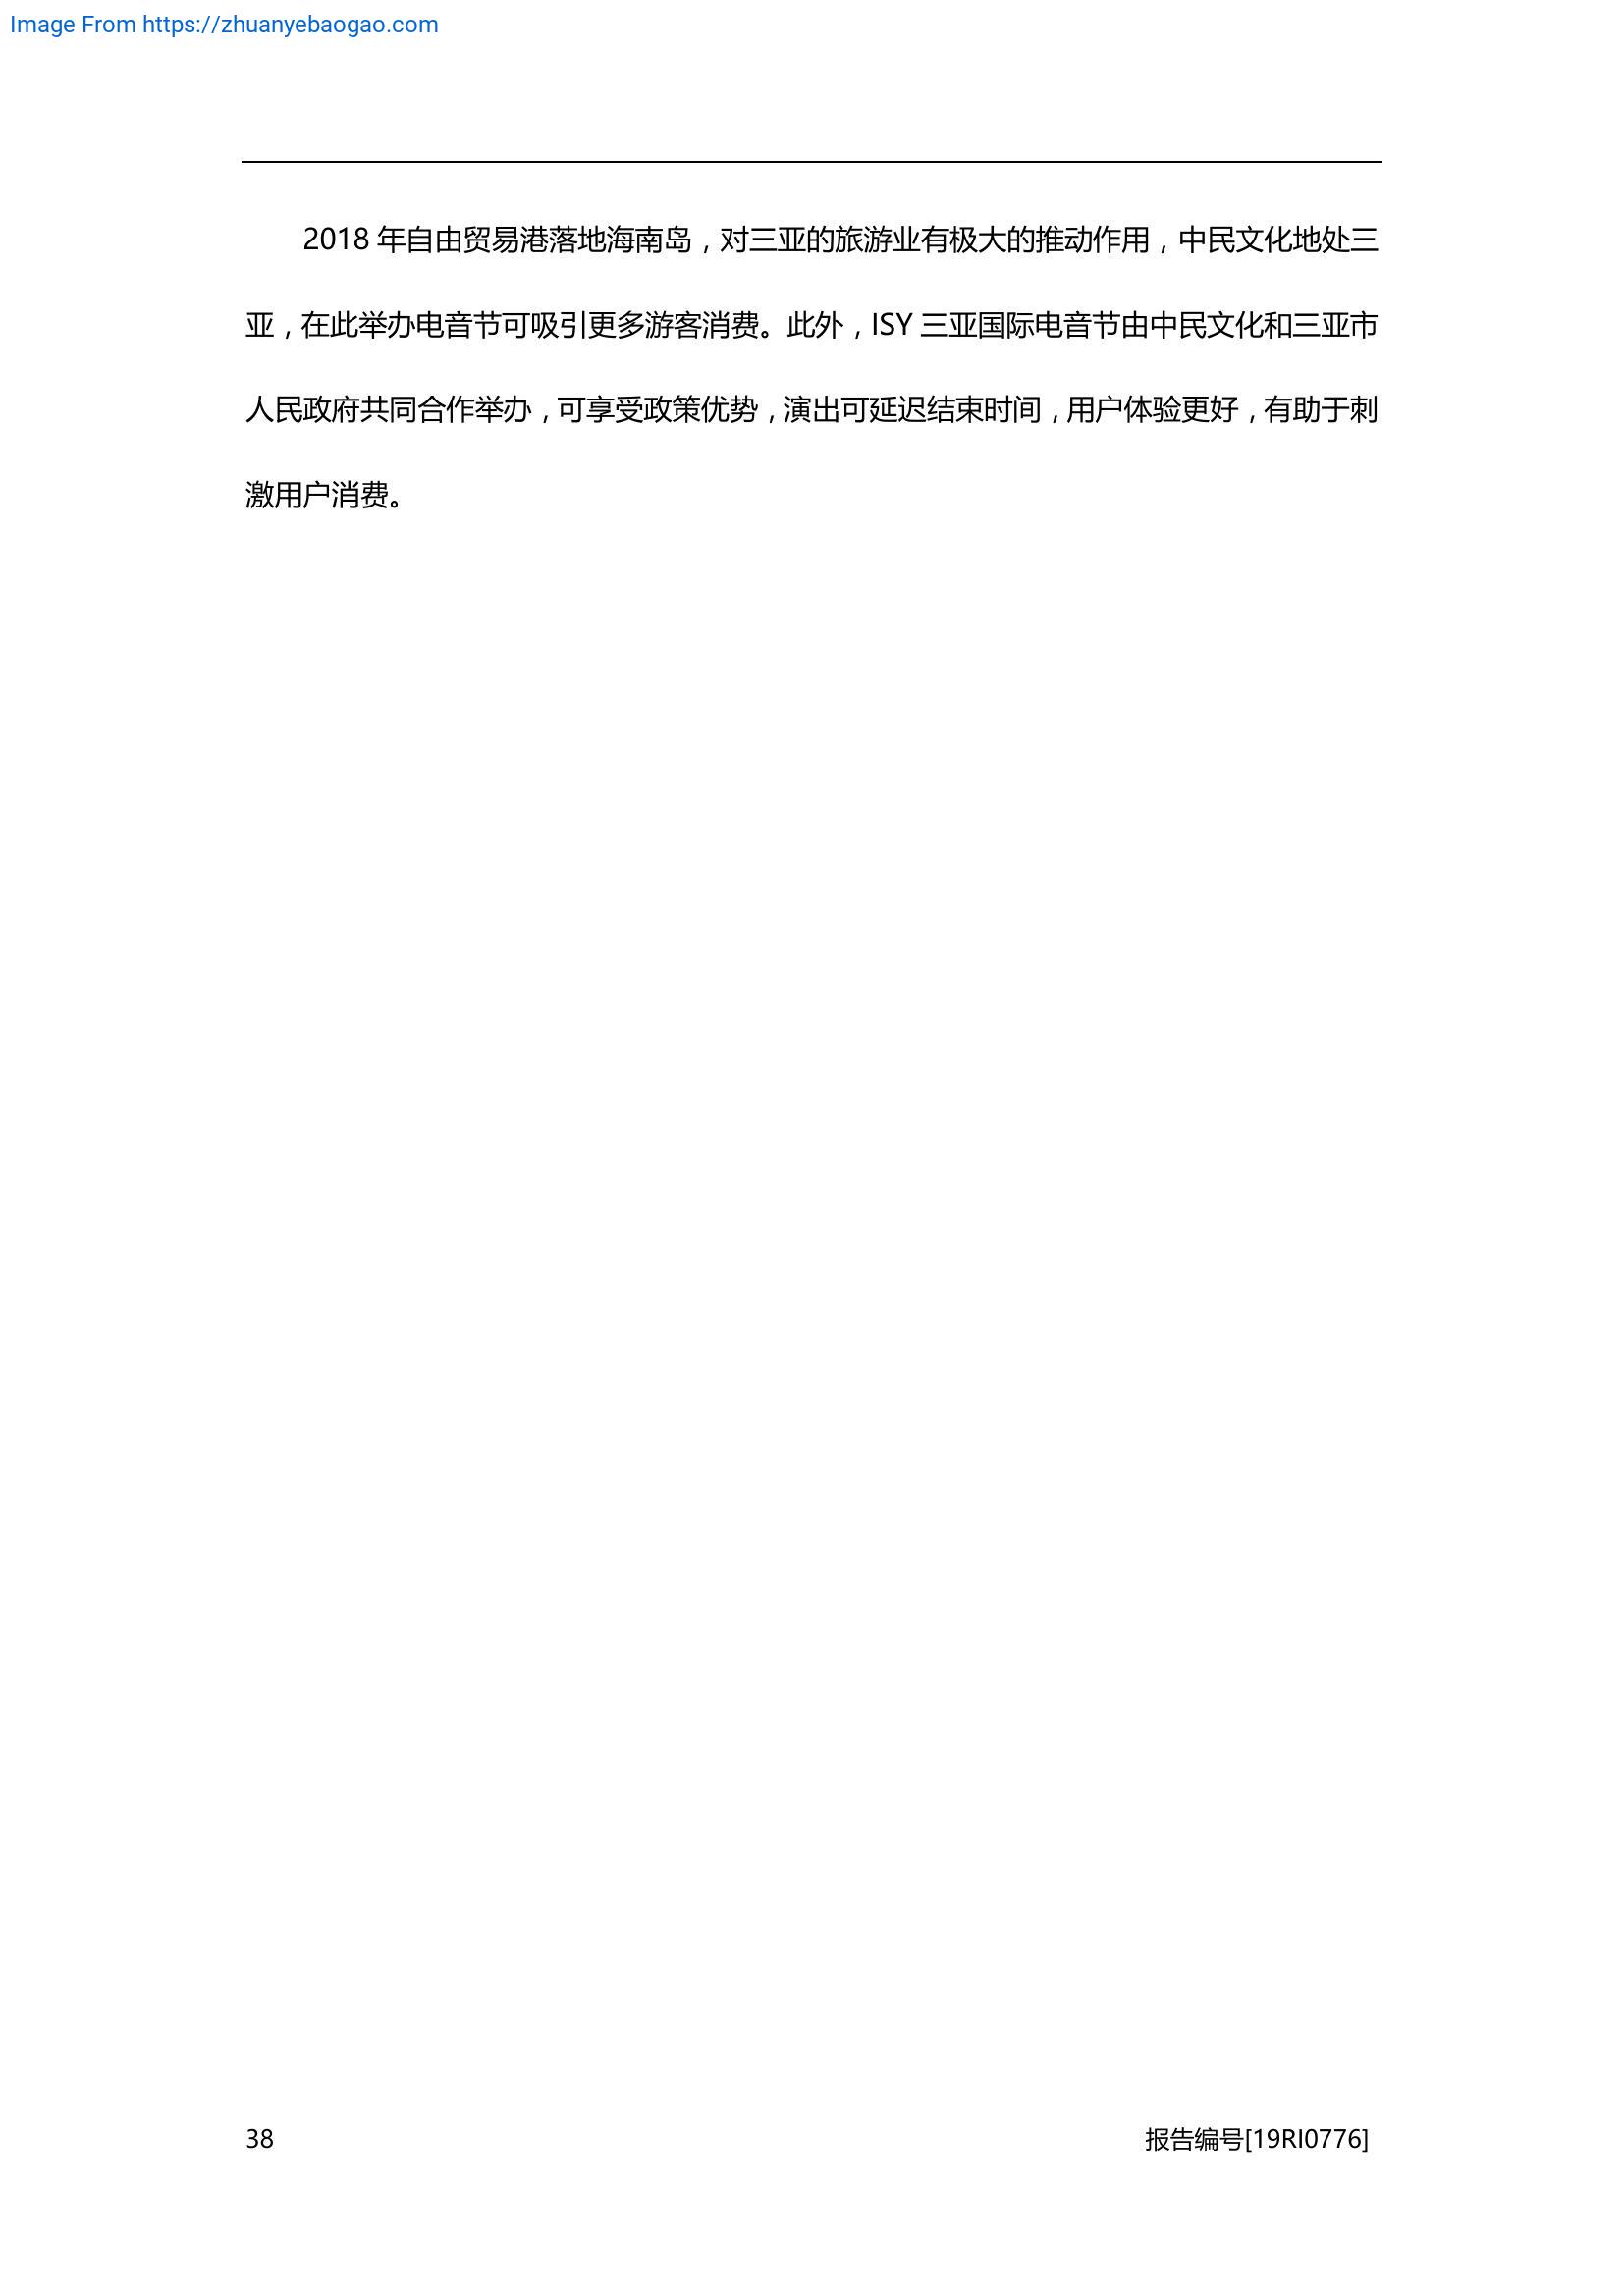 Image From https://zhuanyebaogao.com
2018 年自由贸易港落地海南岛，对三亚的旅游业有极大的推动作用，中民文化地处三
亚，在此举办电音节可吸引更多游客消费。此外，ISY 三亚国际电音节由中民文化和三亚市
人民政府共同合作举办，可享受政策优势，演出可延迟结束时间，用户体验更好，有助于刺
激用户消费。
38 报告编号[19RI0776]